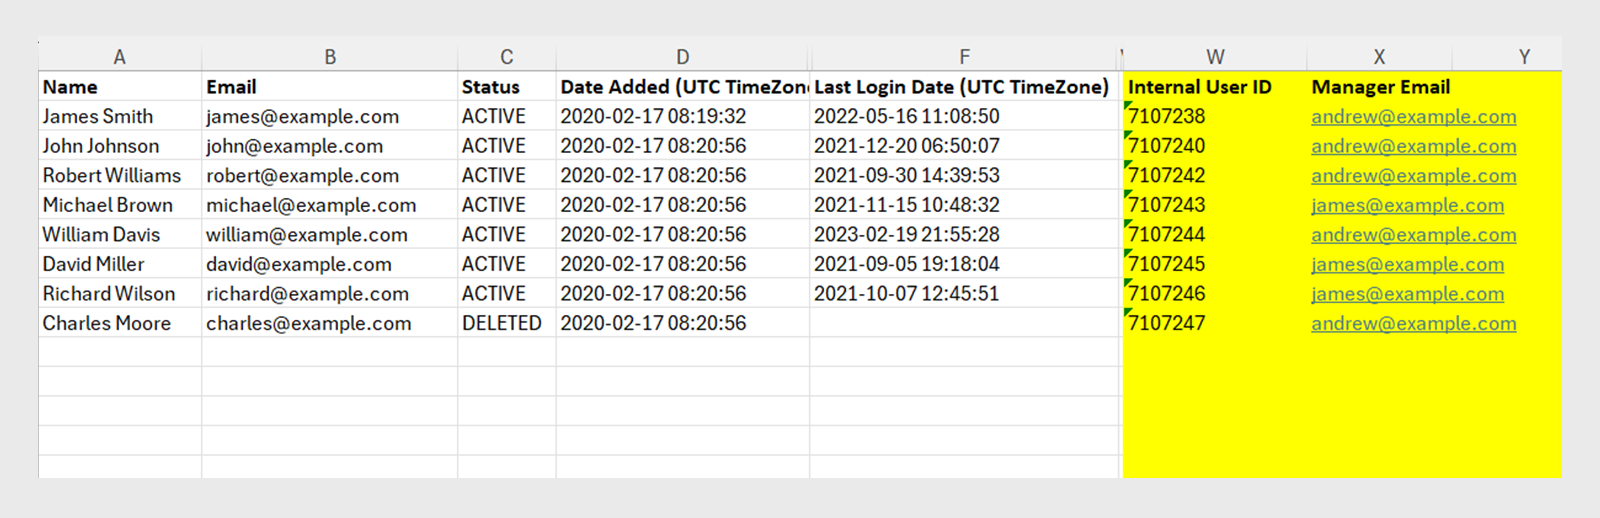 A B C D F W X Y
Name Email Status Date Added (UTC TimeZon Last Login Date (UTC TimeZone) Internal User ID Manager Email
James Smith james@example.com ACTIVE 2020-02-17 08:19:32 2022-05-16 11:08:50 7107238 andrew@example.com
John Johnson john@example.com ACTIVE 2020-02-17 08:20:56 2021-12-20 06:50:07 7107240 andrew@example.com
Robert Williams robert@example.com ACTIVE 2020-02-17 08:20:56 2021-09-30 14:39:53 7107242 andrew@example.com
Michael Brown michael@example.com ACTIVE 2020-02-17 08:20:56 2021-11-15 10:48:32 7107243 james@example.com
William Davis william@example.com ACTIVE 2020-02-17 08:20:56 2023-02-19 21:55:28 7107244 andrew@example.com
David Miller david@example.com ACTIVE 2020-02-17 08:20:56 2021-09-05 19:18:04 7107245 james@example.com
Richard Wilson richard@example.com ACTIVE 2020-02-17 08:20:56 2021-10-07 12:45:51 7107246 james@example.com
Charles Moore charles@example.com DELETED 2020-02-17 08:20:56 7107247 andrew@example.com